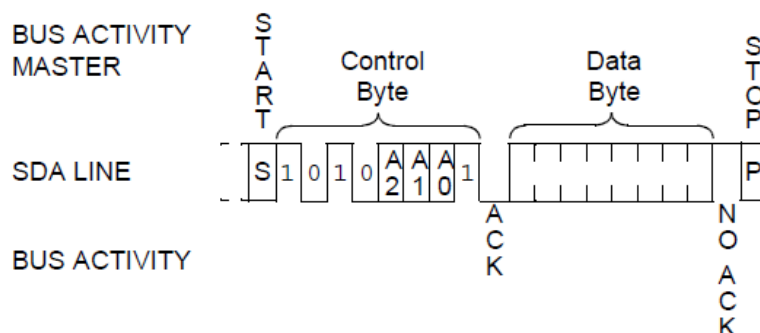 BUS ACTIVITY
MASTER
START
Control
Byte
Data
Byte
STOP
SDA LINE
S 1 0 1 0 A2 A1 A0 1 P
ACK
NO ACK
BUS ACTIVITY